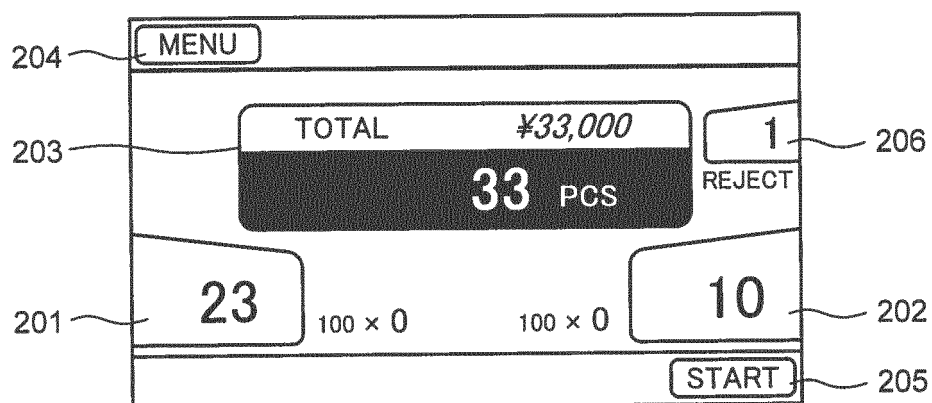 204 MENU
TOTAL ¥33,000
1
206
203
33 PCS
REJECT
201
23
100 × 0
100 × 0
10
202
START
205